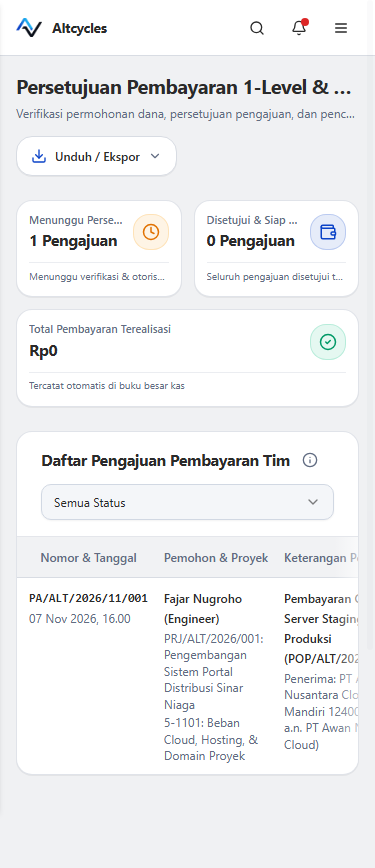 Altcycles
Persetujuan Pembayaran 1-Level & ...
Verifikasi permohonan dana, persetujuan pengajuan, dan penc...
Unduh / Ekspor
Menunggu Perse...
1 Pengajuan
Menunggu verifikasi & otoris...
Disetujui & Siap ...
0 Pengajuan
Seluruh pengajuan disetujui t...
Total Pembayaran Terealisasi
Rp0
Tercatat otomatis di buku besar kas
Daftar Pengajuan Pembayaran Tim
Semua Status
Nomor & Tanggal
Pemohon & Proyek
Keterangan P
PA/ALT/2026/11/001
07 Nov 2026, 16.00
Fajar Nugroho
(Engineer)
PRJ/ALT/2026/001:
Pengembangan
Sistem Portal
Distribusi Sinar
Niaga
5-1101: Beban
Cloud, Hosting, &
Domain Proyek
Pembayaran
Server Staging
Produksi
(POP/ALT/202
Penerima: PT
Nusantara Clo
Mandiri 12400
a.n. PT Awan
Cloud)